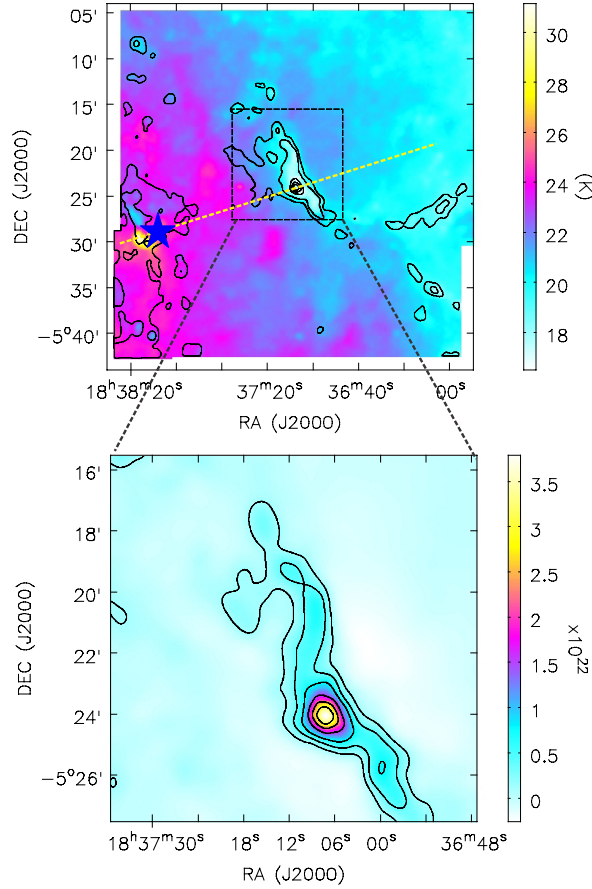 05'
10'
15'
20'
25'
30'
35'
−5°40'
DEC (J2000)
18ʰ38ᵐ20ˢ
37ᵐ20ˢ
36ᵐ40ˢ
00ˢ
RA (J2000)
30
28
26
24
22
20
18
(K)
16'
18'
20'
22'
24'
−5°26'
DEC (J2000)
18ʰ37ᵐ30ˢ
18ˢ
12ˢ
06ˢ
00ˢ
36ᵐ48ˢ
RA (J2000)
3.5
3
2.5
2
1.5
1
0.5
0
×10²²